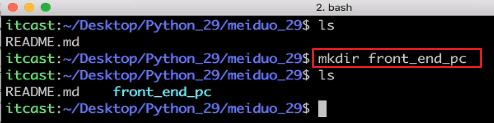 2. bash
itcast:~/Desktop/Python_29/meiduo_29$ ls
README.md
itcast:~/Desktop/Python_29/meiduo_29$ mkdir front_end_pc
itcast:~/Desktop/Python_29/meiduo_29$ ls
README.md    front_end_pc
itcast:~/Desktop/Python_29/meiduo_29$